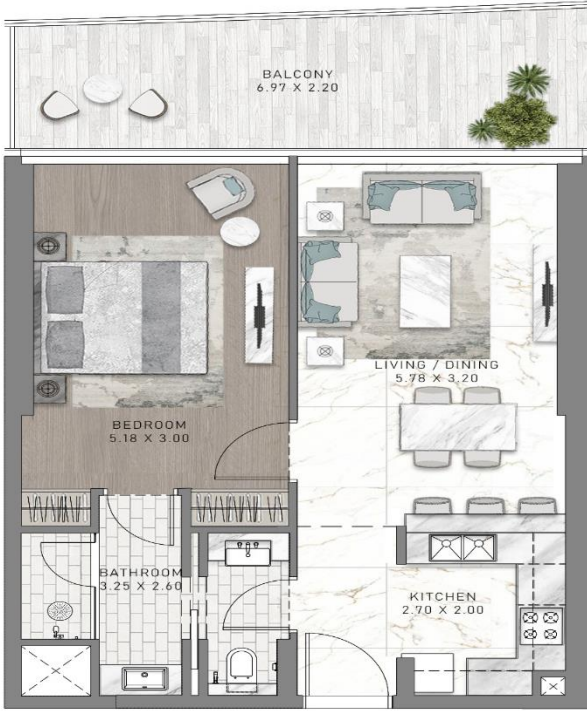 BALCONY
6.97 X 2.20
LIVING / DINING
5.78 X 3.20
BEDROOM
5.18 X 3.00
BATHROOM
3.25 X 2.60
KITCHEN
2.70 X 2.00